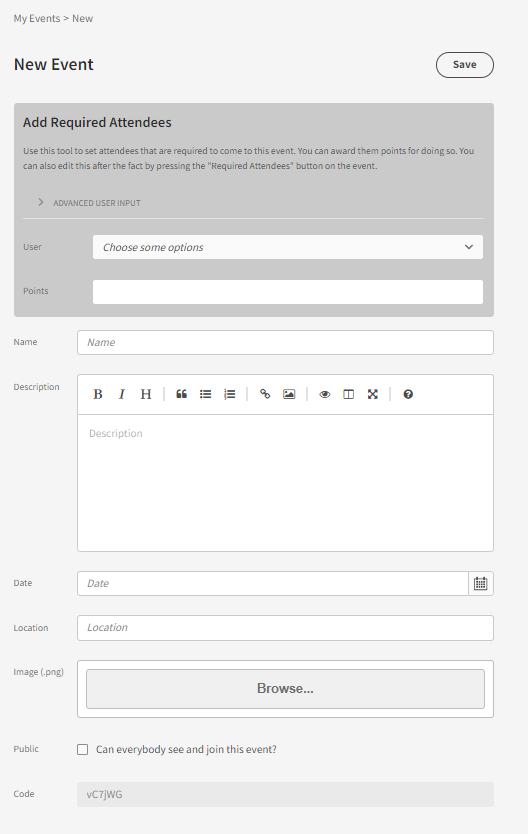 My Events > New
New Event
Save
Add Required Attendees
Use this tool to set attendees that are required to come to this event. You can award them points for doing so. You
can also edit this after the fact by pressing the "Required Attendees" button on the event.
ADVANCED USER INPUT
User
Choose some options
Points
Name
Name
Description
B I H
Description
Date
Date
Location
Location
Image (.png)
Browse...
Public
Can everybody see and join this event?
Code
vC7jWG